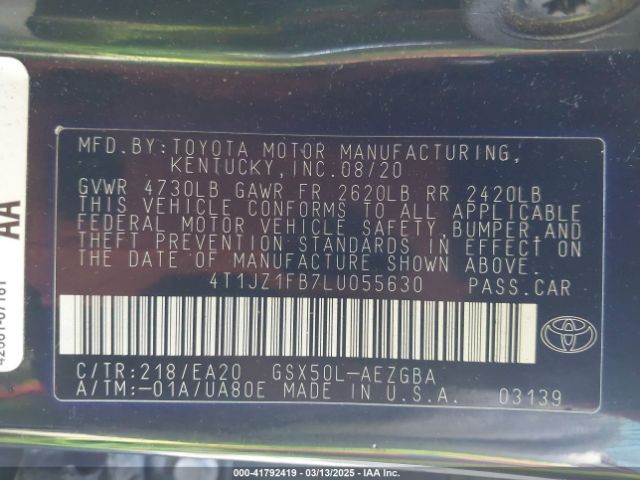 MFD.BY:TOYOTA MOTOR MANUFACTURING,
KENTUCKY,INC.08/20
GVWR 4730LB GAWR FR 2620LB RR 2420LB
THIS VEHICLE CONFORMS TO ALL APPLICABLE
FEDERAL MOTOR VEHICLE SAFETY,BUMPER,AND
THEFT PREVENTION STANDARDS IN EFFECT ON
THE DATE OF MANUFACTURE SHOWN ABOVE.
4T1JZ1FB7LU055630 PASS.CAR
C/TR:218/EA20 GSX50L-AEZGBA
A/TM:-01A/UA80E MADE IN U.S.A. 03139
AA
000-41792419 - 03/13/2025 - IAA Inc.